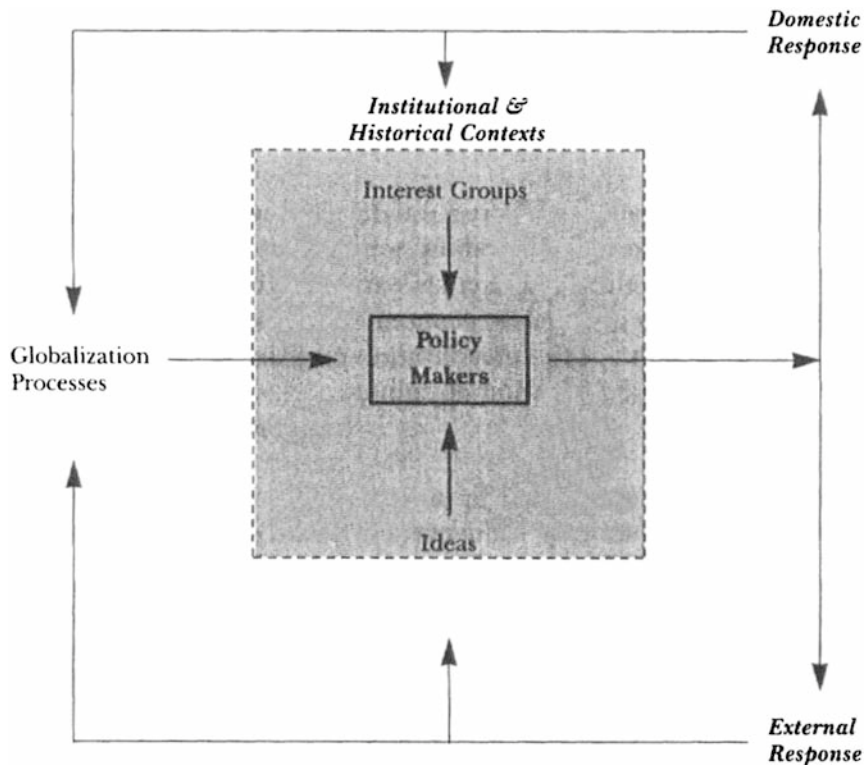 Domestic
Response
Institutional &
Historical Contexts
Interest Groups
Policy
Makers
Globalization
Processes
Ideas
External
Response